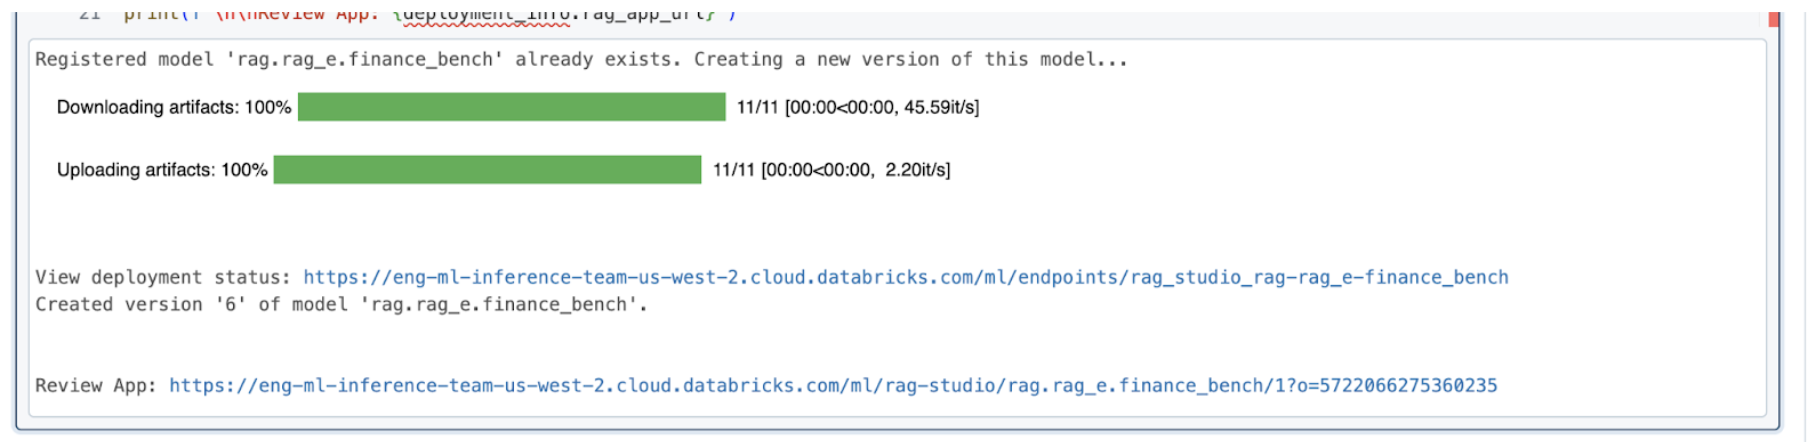 21 print(f"\n\nReview App: {deployment_info.rag_app_url}")
Registered model 'rag.rag_e.finance_bench' already exists. Creating a new version of this model...
Downloading artifacts: 100% 11/11 [00:00<00:00, 45.59it/s]
Uploading artifacts: 100% 11/11 [00:00<00:00, 2.20it/s]
View deployment status: https://eng-ml-inference-team-us-west-2.cloud.databricks.com/ml/endpoints/rag_studio_rag-rag_e-finance_bench
Created version '6' of model 'rag.rag_e.finance_bench'.
Review App: https://eng-ml-inference-team-us-west-2.cloud.databricks.com/ml/rag-studio/rag.rag_e.finance_bench/1?o=5722066275360235